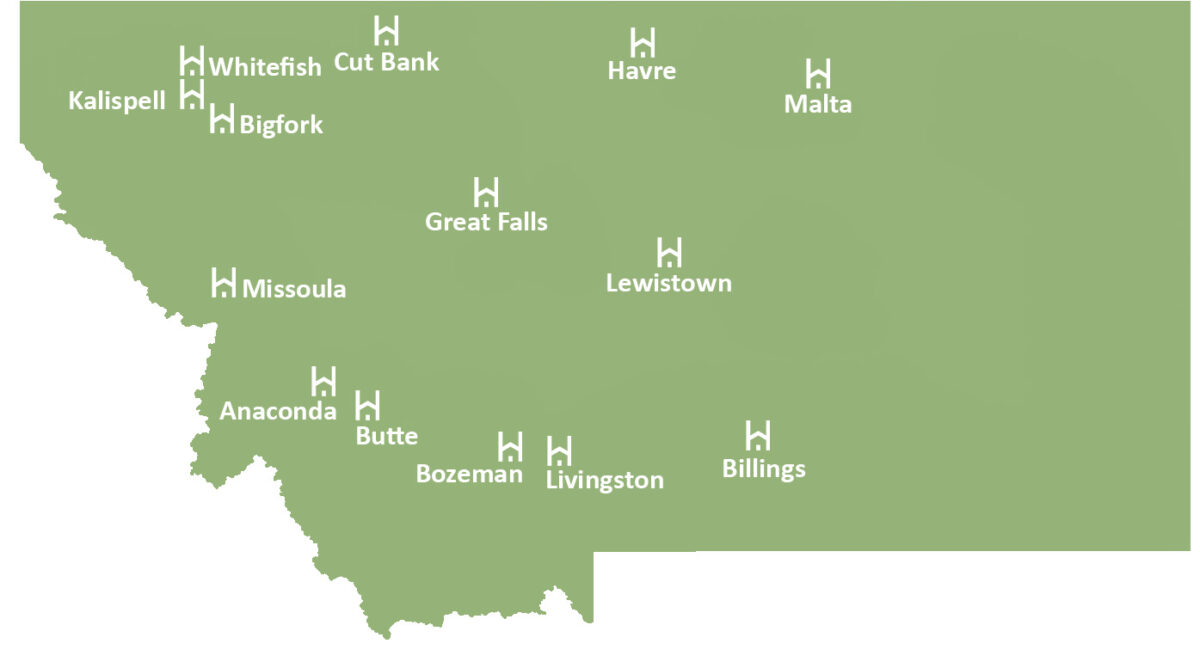 Cut Bank
Whitefish
Havre
Kalispell
Malta
Bigfork
Great Falls
Lewistown
Missoula
Anaconda
Butte
Bozeman
Livingston
Billings